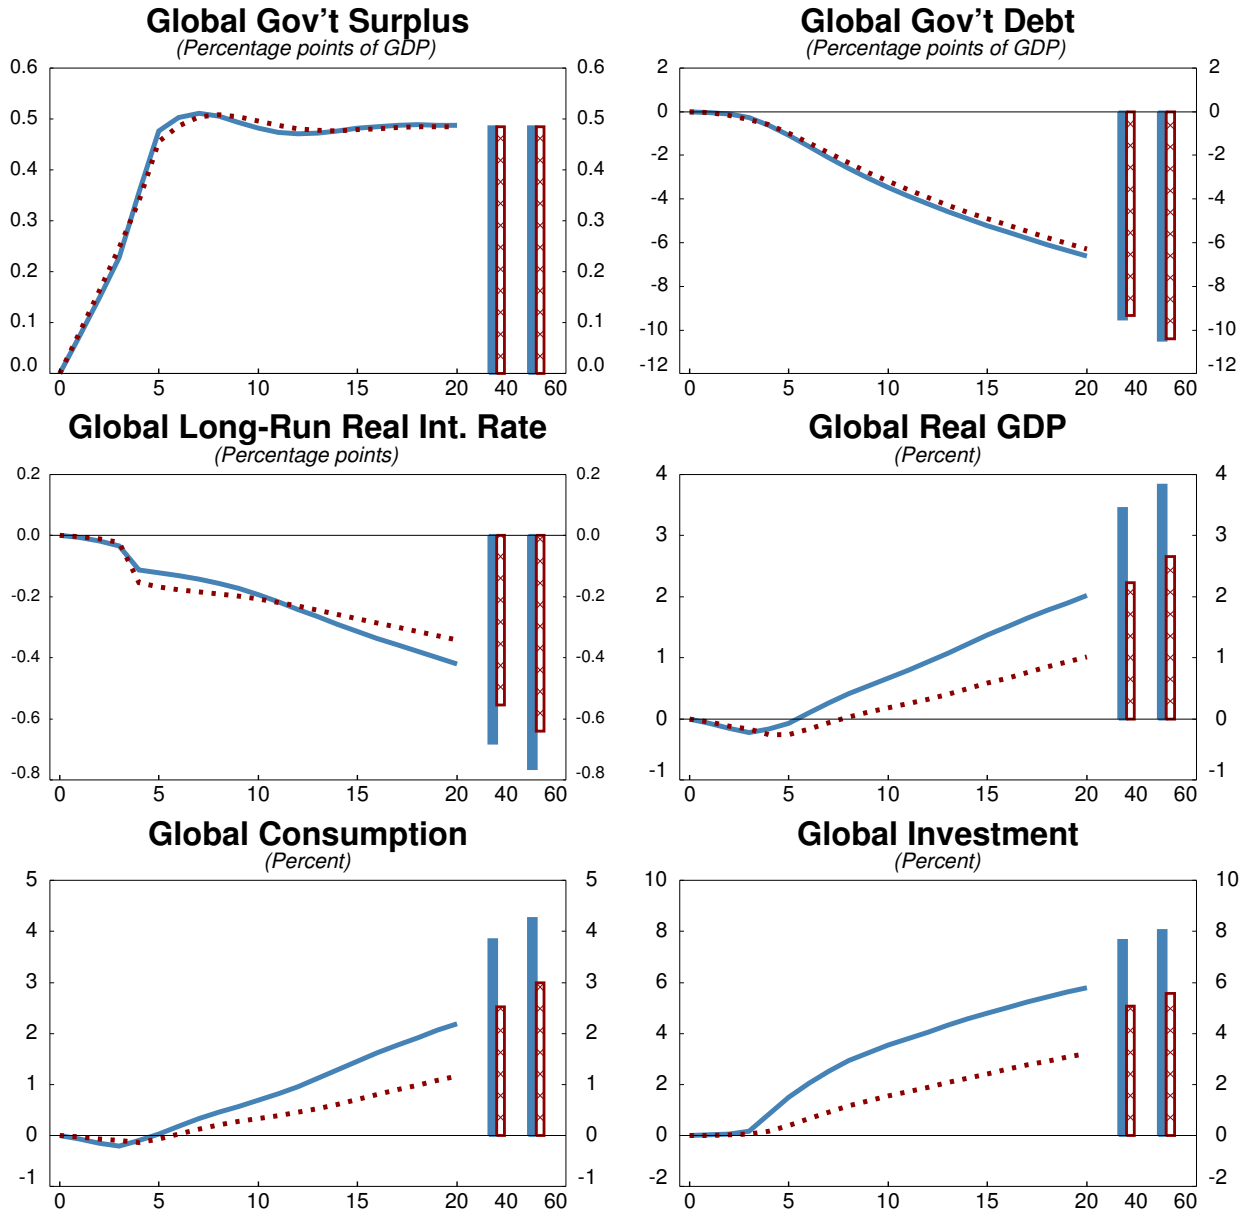 Global Gov't Surplus
(Percentage points of GDP)
0.6 0.6
0.5 0.5
0.4 0.4
0.3 0.3
0.2 0.2
0.1 0.1
0.0 0.0
0 5 10 15 20 40 60
Global Gov't Debt
(Percentage points of GDP)
2 2
0 0
-2 -2
-4 -4
-6 -6
-8 -8
-10 -10
-12 -12
0 5 10 15 20 40 60
Global Long-Run Real Int. Rate
(Percentage points)
0.2 0.2
0.0 0.0
-0.2 -0.2
-0.4 -0.4
-0.6 -0.6
-0.8 -0.8
0 5 10 15 20 40 60
Global Real GDP
(Percent)
4 4
3 3
2 2
1 1
0 0
-1 -1
0 5 10 15 20 40 60
Global Consumption
(Percent)
5 5
4 4
3 3
2 2
1 1
0 0
-1 -1
0 5 10 15 20 40 60
Global Investment
(Percent)
10 10
8 8
6 6
4 4
2 2
0 0
-2 -2
0 5 10 15 20 40 60